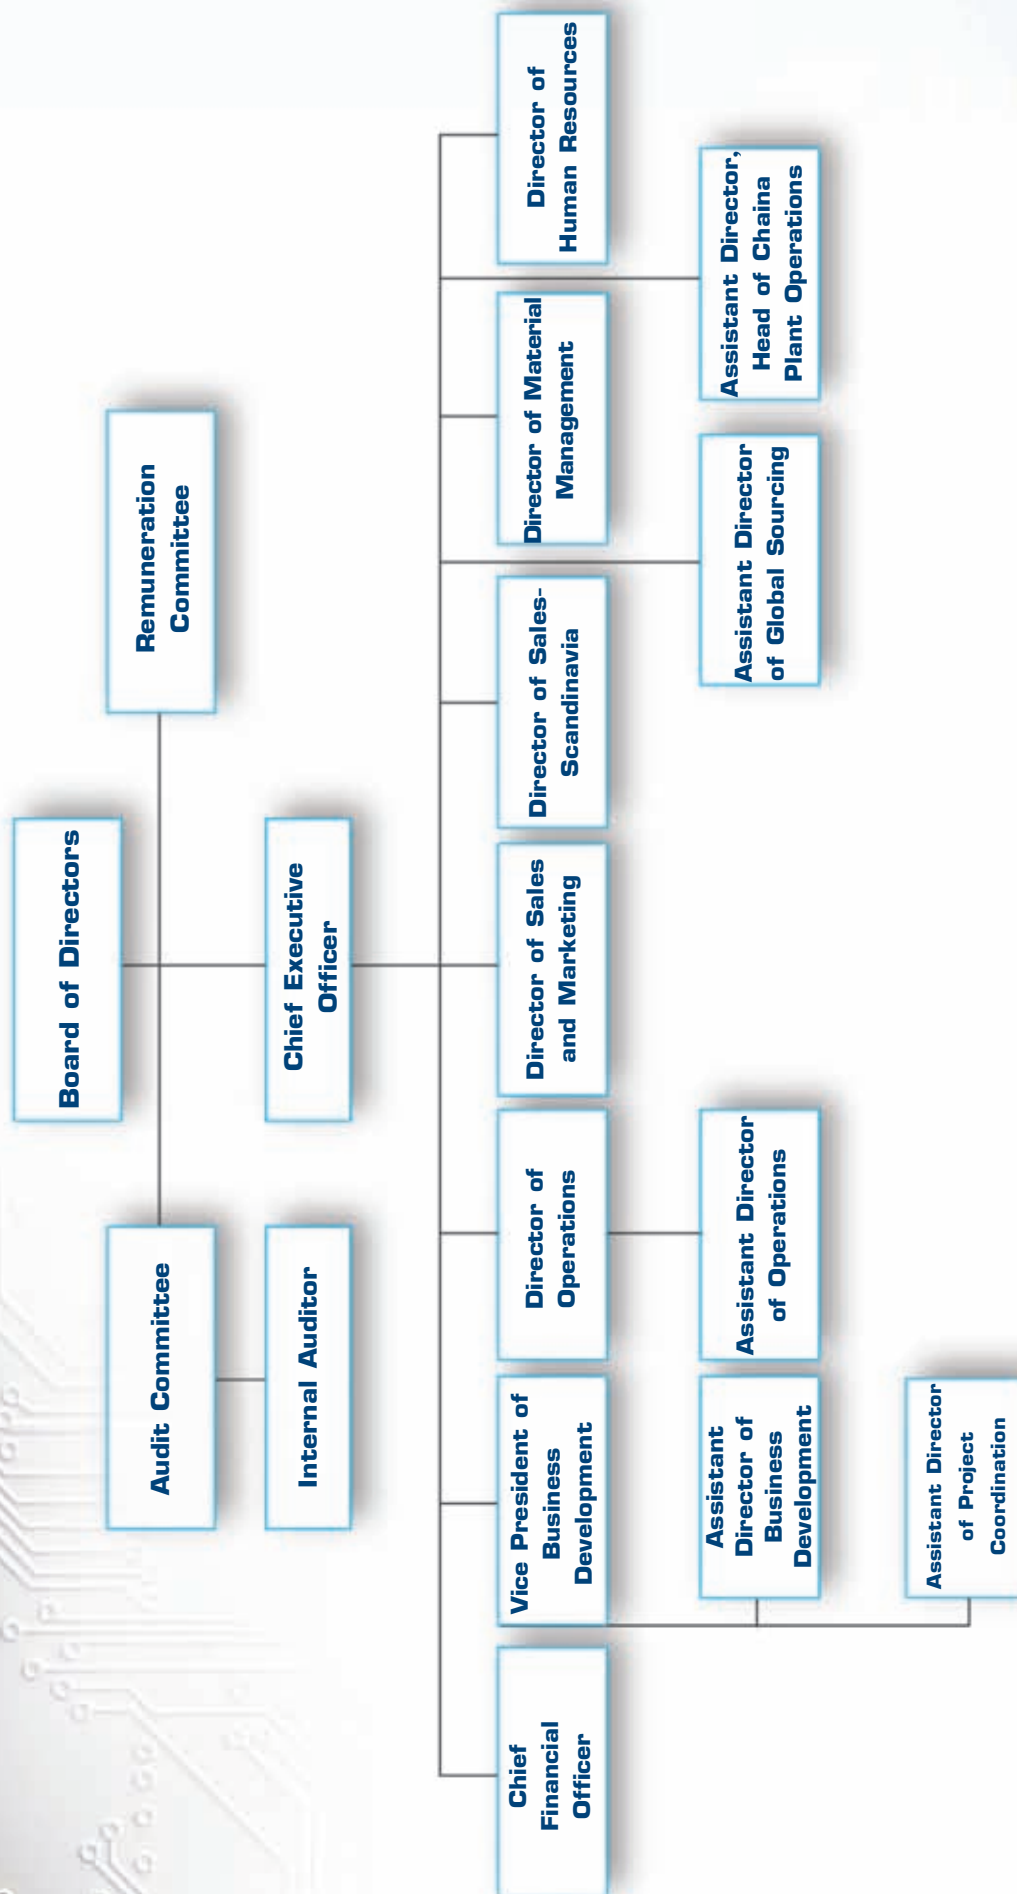 Board of Directors
Audit Committee
Remuneration
Committee
Internal Auditor
Chief Executive
Officer
Chief
Financial
Officer
Vice President of
Business
Development
Director of
Operations
Director of Sales
and Marketing
Director of Sales-
Scandinavia
Director of Material
Management
Director of
Human Resources
Assistant
Director of
Business
Development
Assistant Director
of Operations
Assistant Director
of Global Sourcing
Assistant Director,
Head of Chaina
Plant Operations
Assistant Director
of Project
Coordination